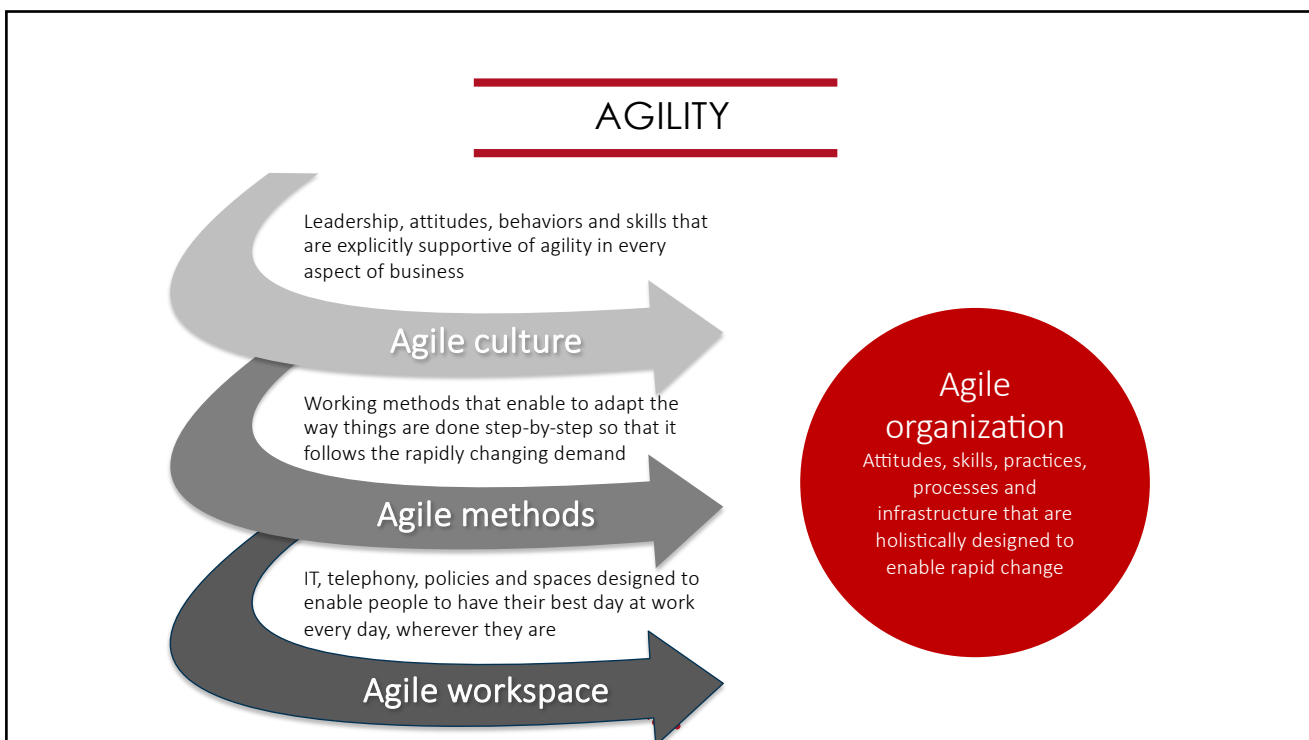 AGILITY
Leadership, attitudes, behaviors and skills that
are explicitly supportive of agility in every
aspect of business
Agile culture
Working methods that enable to adapt the
way things are done step-by-step so that it
follows the rapidly changing demand
Agile methods
IT, telephony, policies and spaces designed to
enable people to have their best day at work
every day, wherever they are
Agile workspace
Agile
organization
Attitudes, skills, practices,
processes and
infrastructure that are
holistically designed to
enable rapid change